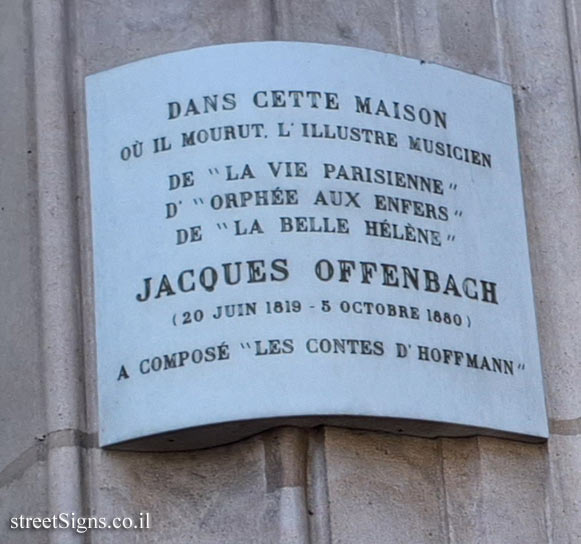 DANS CETTE MAISON
OÙ IL MOURUT, L'ILLUSTRE MUSICIEN
DE "LA VIE PARISIENNE"
D' "ORPHÉE AUX ENFERS"
DE "LA BELLE HÉLÈNE"
JACQUES OFFENBACH
(20 JUIN 1819 - 5 OCTOBRE 1880)
A COMPOSÉ "LES CONTES D'HOFFMANN"
streetSigns.co.il